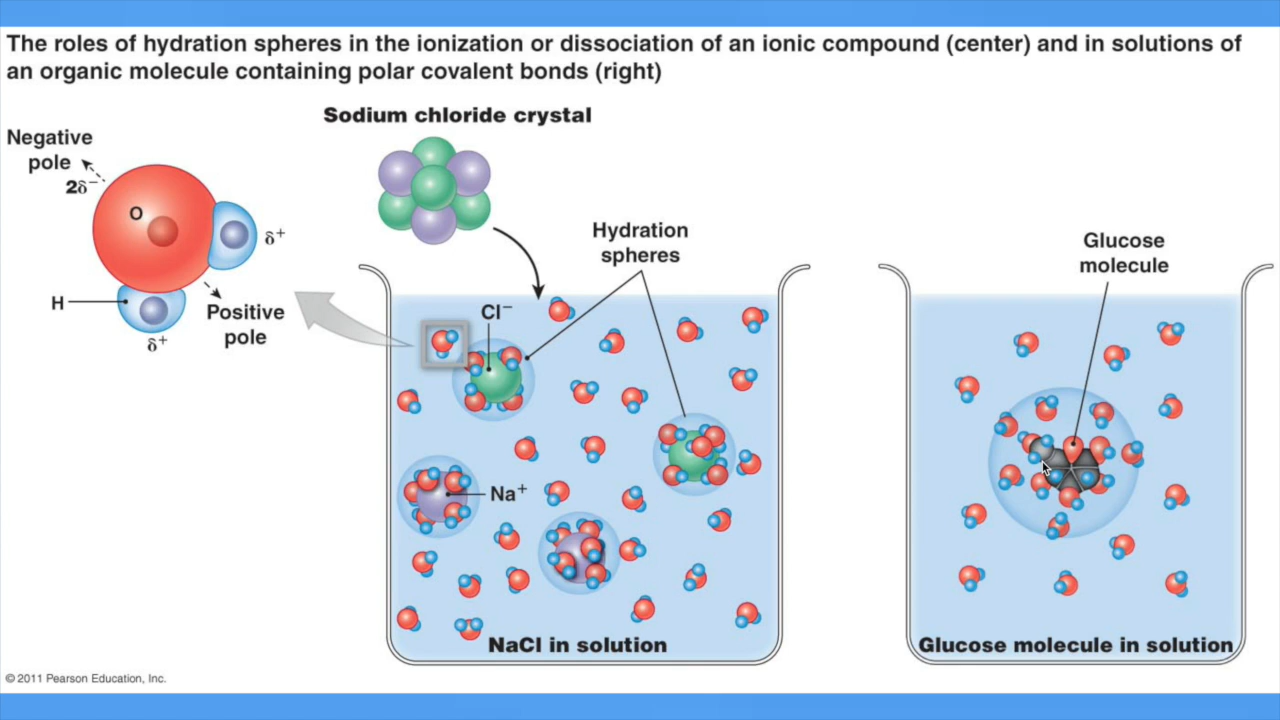 The roles of hydration spheres in the ionization or dissociation of an ionic compound (center) and in solutions of
an organic molecule containing polar covalent bonds (right)
Sodium chloride crystal
Negative
pole
2δ⁻
O
δ⁺
H
δ⁺
Positive
pole
Hydration
spheres
Cl⁻
Na⁺
NaCl in solution
Glucose
molecule
Glucose molecule in solution
© 2011 Pearson Education, Inc.